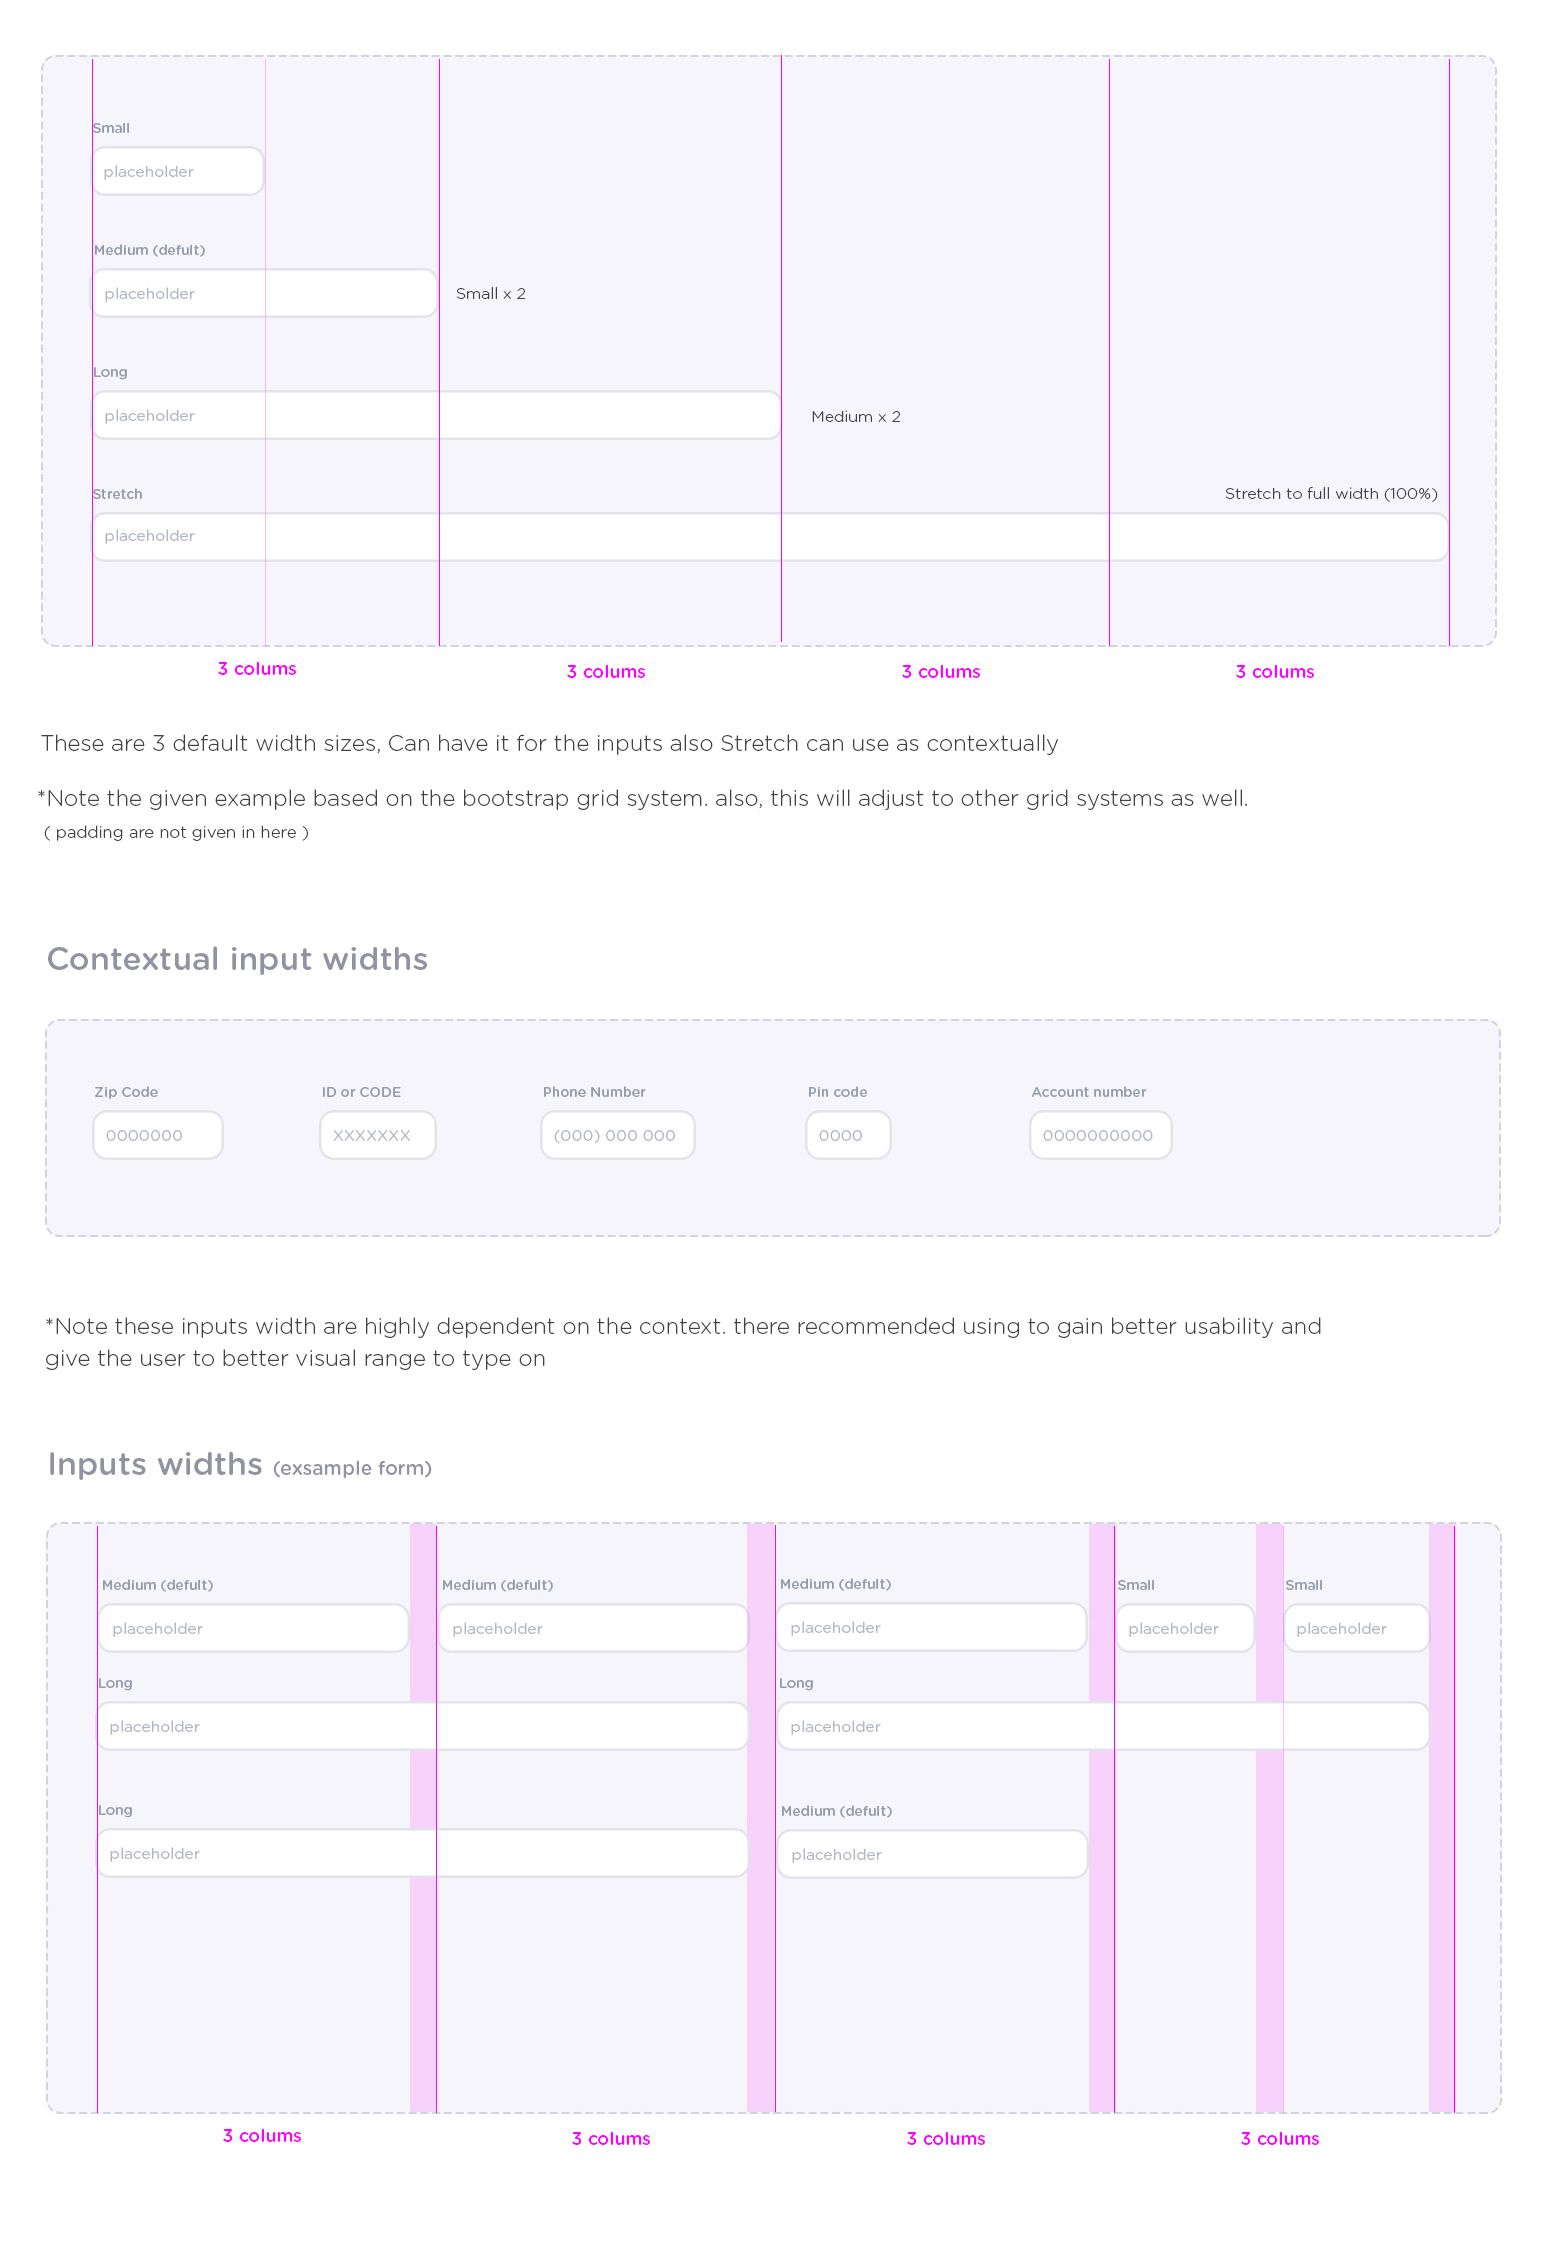 Small
placeholder
Medium (defult)
placeholder
Small x 2
Long
placeholder
Medium x 2
Stretch
Stretch to full width (100%)
placeholder
3 colums
3 colums
3 colums
3 colums
These are 3 default width sizes, Can have it for the inputs also Stretch can use as contextually
*Note the given example based on the bootstrap grid system. also, this will adjust to other grid systems as well.
( padding are not given in here )
Contextual input widths
Zip Code
ID or CODE
Phone Number
Pin code
Account number
0000000
XXXXXXX
(000) 000 000
0000
0000000000
*Note these inputs width are highly dependent on the context. there recommended using to gain better usability and
give the user to better visual range to type on
Inputs widths (exsample form)
Medium (defult)
Medium (defult)
Medium (defult)
Small
Small
placeholder
placeholder
placeholder
placeholder
placeholder
Long
Long
placeholder
placeholder
Long
Medium (defult)
placeholder
placeholder
3 colums
3 colums
3 colums
3 colums